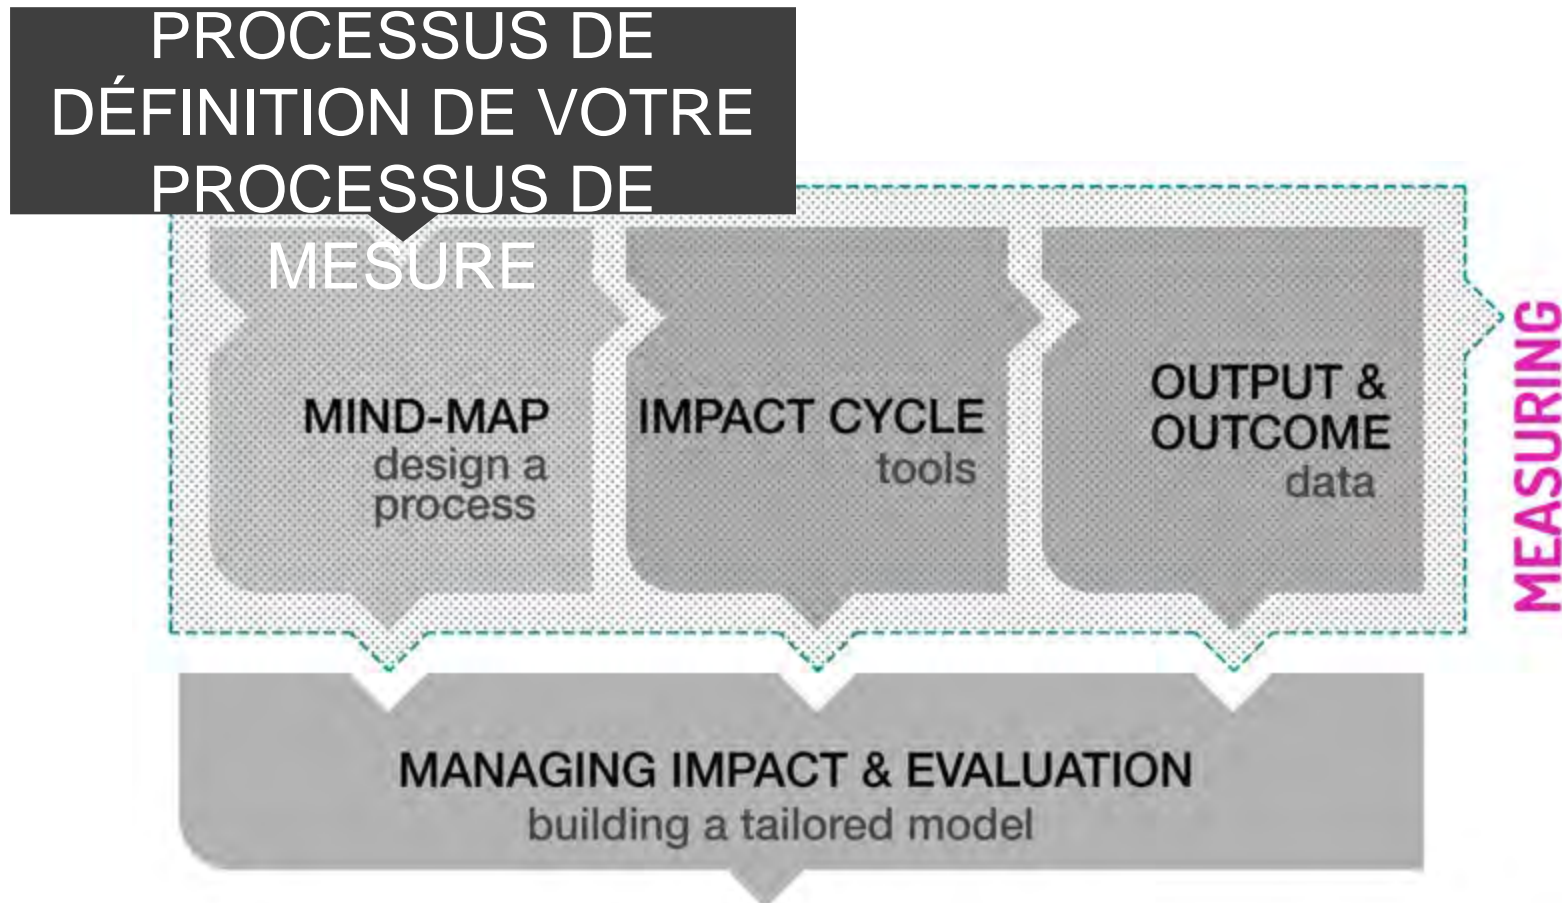 PROCESSUS DE
DÉFINITION DE VOTRE
PROCESSUS DE
MESURE
MIND-MAP
design a
process
IMPACT CYCLE
tools
OUTPUT &
OUTCOME
data
MEASURING
MANAGING IMPACT & EVALUATION
building a tailored model